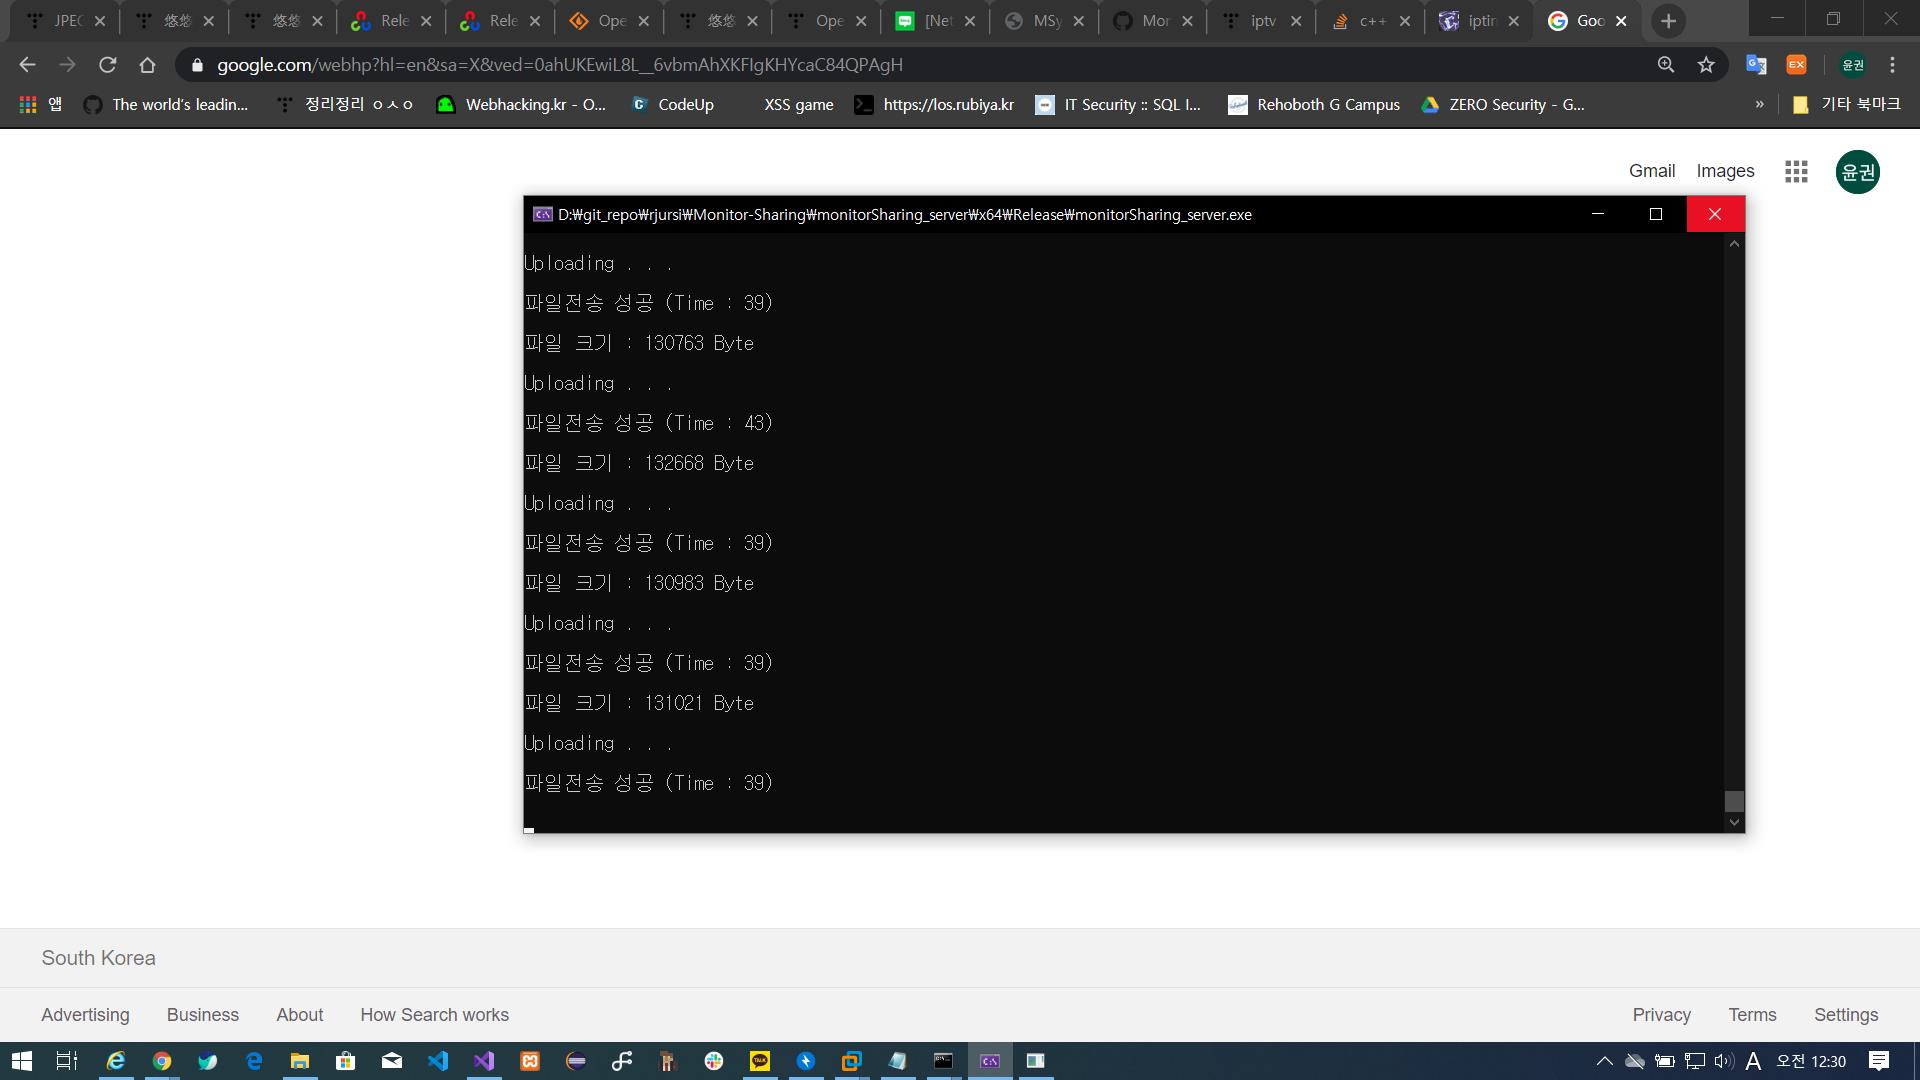 JPEG 悠悠 悠悠 Rele Rele Ope 悠悠 Ope [Net MSy Mor iptv c++ iptin Goo
google.com/webhp?hl=en&sa=X&ved=0ahUKEwiL8L__6vbmAhXKFIgKHYcaC84QPAgH EX 윤권
앱 The world's leadin... 정리정리 ㅇㅅㅇ Webhacking.kr - O... CodeUp XSS game https://los.rubiya.kr IT Security :: SQL I... Rehoboth G Campus ZERO Security - G... » 기타 북마크
Gmail Images 윤권
D:₩git_repo₩rjursi₩Monitor-Sharing₩monitorSharing_server₩x64₩Release₩monitorSharing_server.exe
Uploading . . .
파일전송 성공 (Time : 39)
파일 크기 : 130763 Byte
Uploading . . .
파일전송 성공 (Time : 43)
파일 크기 : 132668 Byte
Uploading . . .
파일전송 성공 (Time : 39)
파일 크기 : 130983 Byte
Uploading . . .
파일전송 성공 (Time : 39)
파일 크기 : 131021 Byte
Uploading . . .
파일전송 성공 (Time : 39)
South Korea
Advertising Business About How Search works Privacy Terms Settings
TALK A 오전 12:30